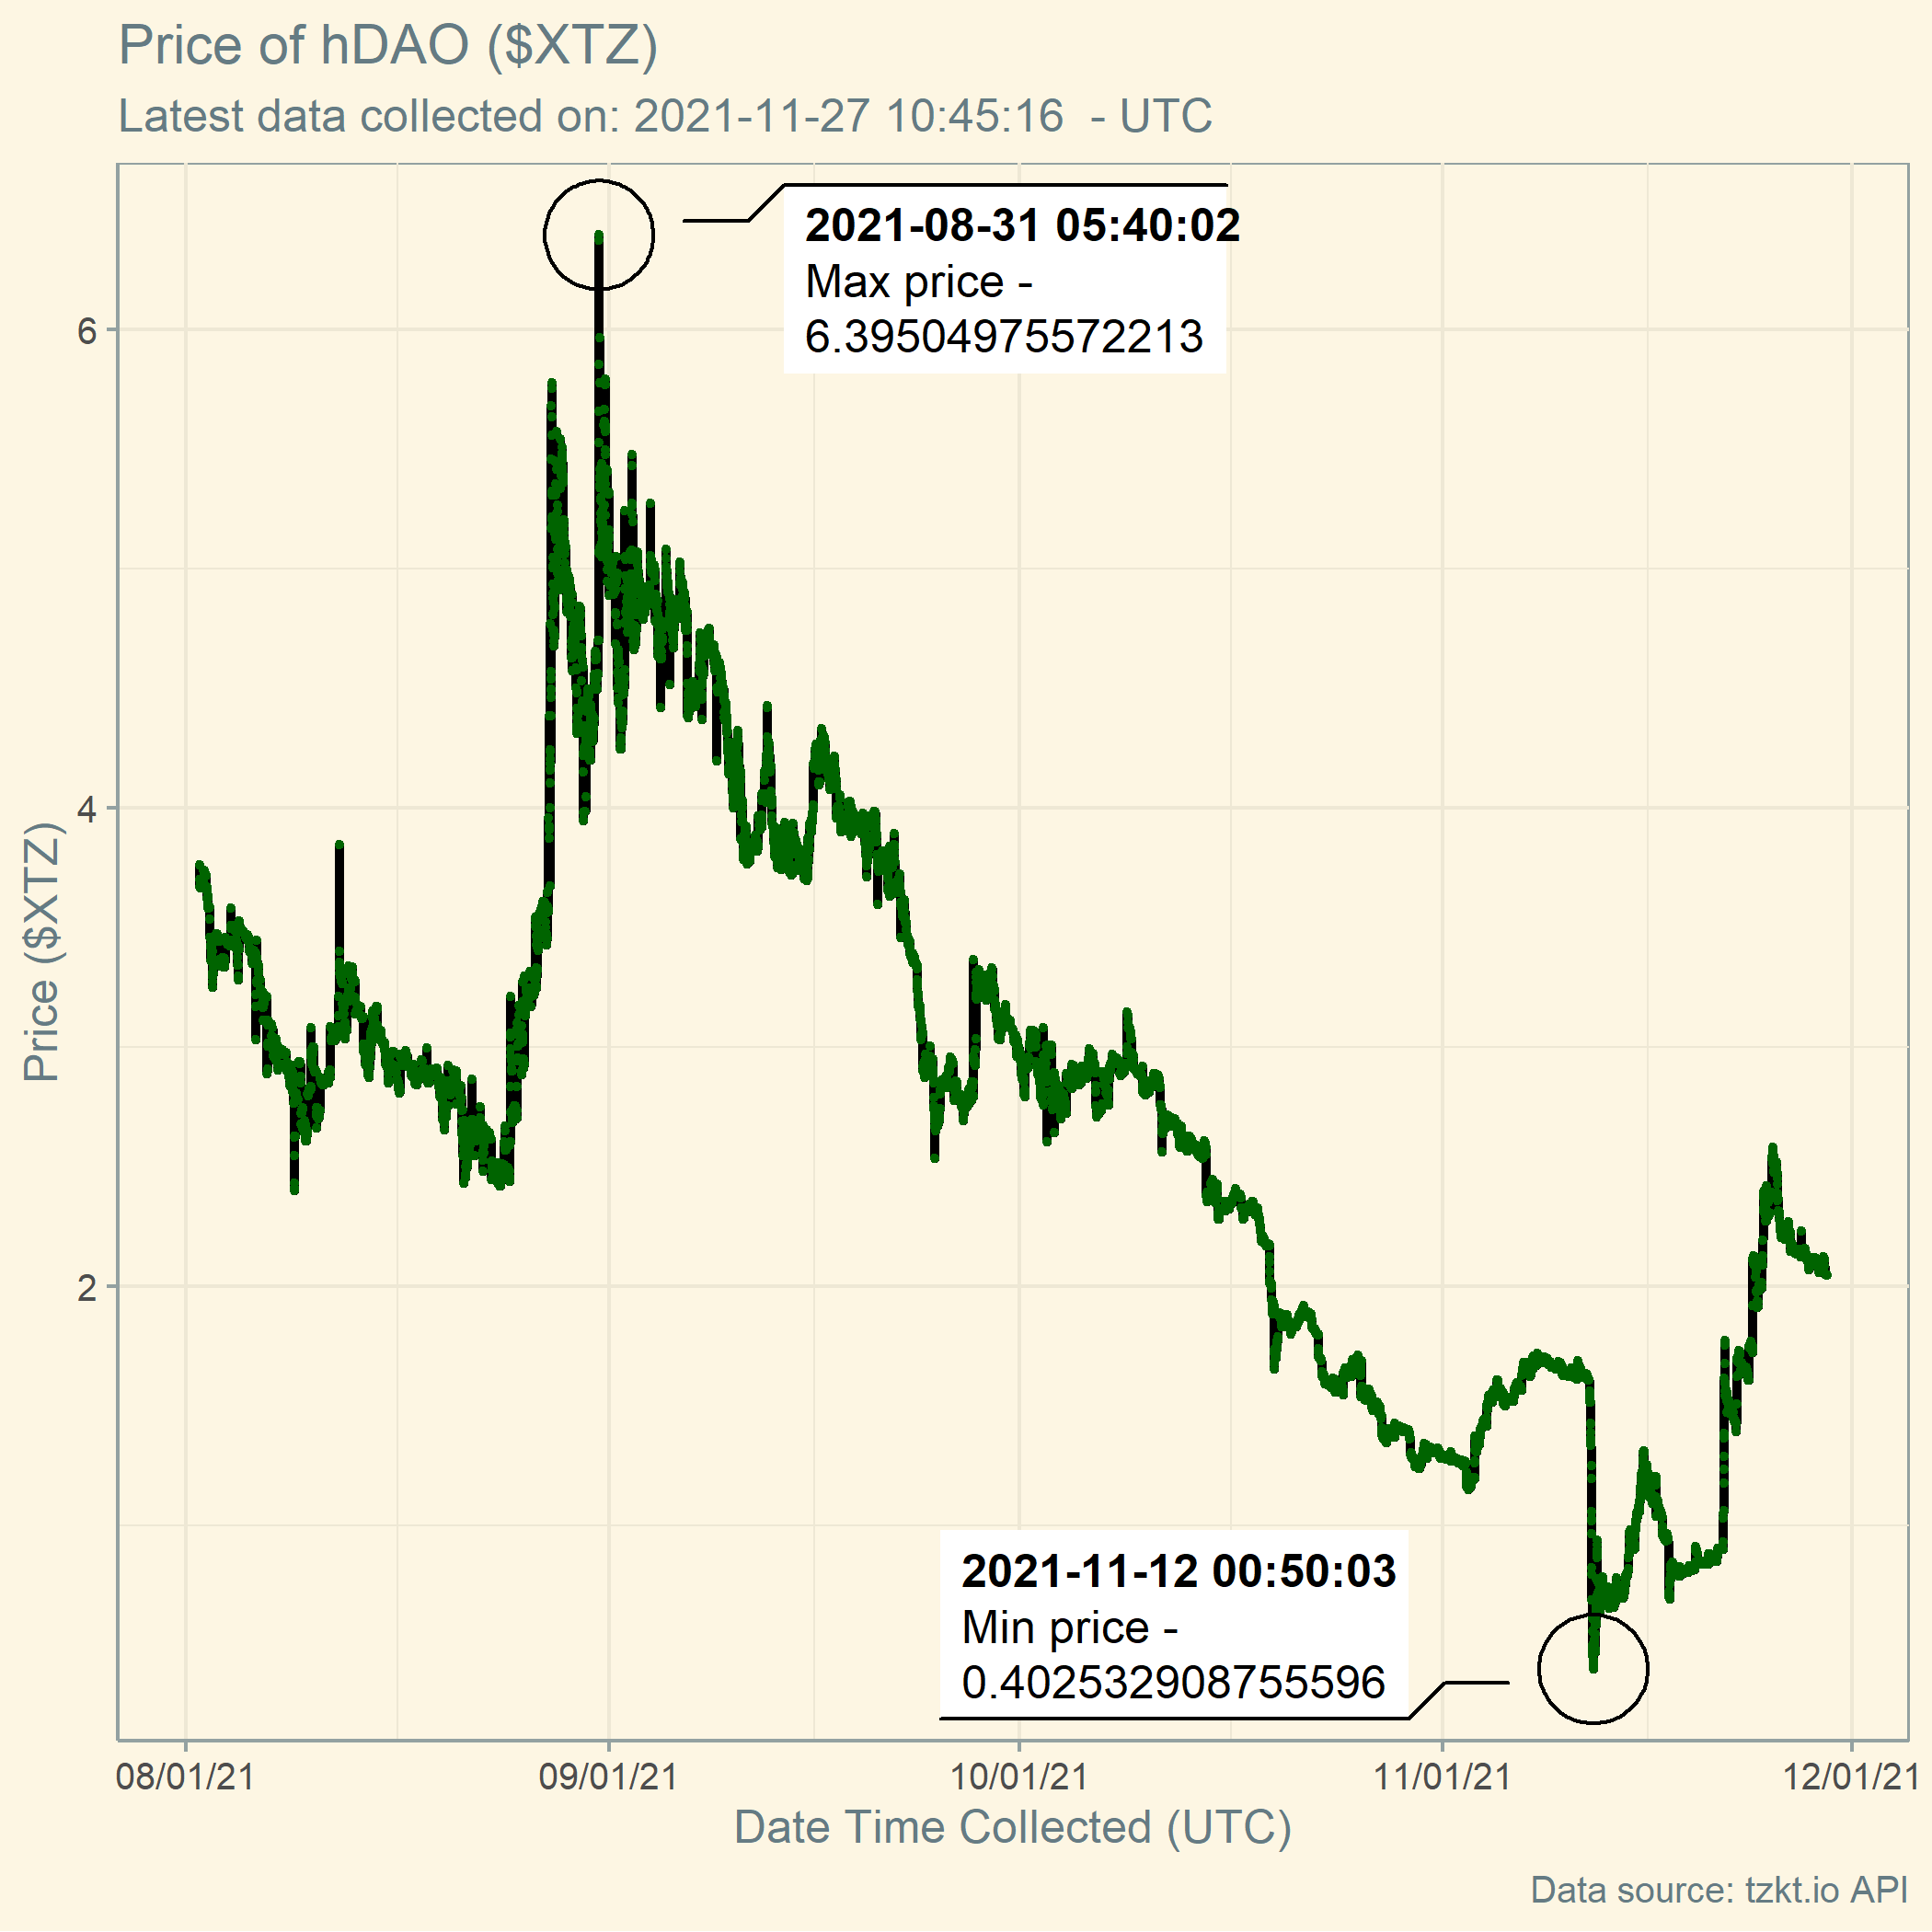 Price of hDAO ($XTZ)
Latest data collected on: 2021-11-27 10:45:16  - UTC
2021-08-31 05:40:02
Max price -
6.39504975572213
6
4
2
Price ($XTZ)
2021-11-12 00:50:03
Min price -
0.402532908755596
08/01/21 09/01/21 10/01/21 11/01/21 12/01/21
Date Time Collected (UTC)
Data source: tzkt.io API